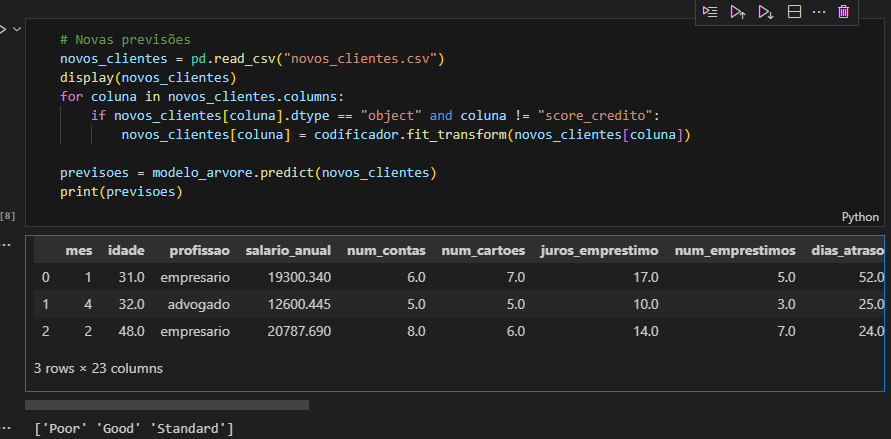 # Novas previsões
novos_clientes = pd.read_csv("novos_clientes.csv")
display(novos_clientes)
for coluna in novos_clientes.columns:
    if novos_clientes[coluna].dtype == "object" and coluna != "score_credito":
        novos_clientes[coluna] = codificador.fit_transform(novos_clientes[coluna])

previsoes = modelo_arvore.predict(novos_clientes)
print(previsoes)
[8]
Python
mes idade profissao salario_anual num_contas num_cartoes juros_emprestimo num_emprestimos dias_atraso
0 1 31.0 empresario 19300.340 6.0 7.0 17.0 5.0 52.0
1 4 32.0 advogado 12600.445 5.0 5.0 10.0 3.0 25.0
2 2 48.0 empresario 20787.690 8.0 6.0 14.0 7.0 24.0
3 rows × 23 columns
['Poor' 'Good' 'Standard']